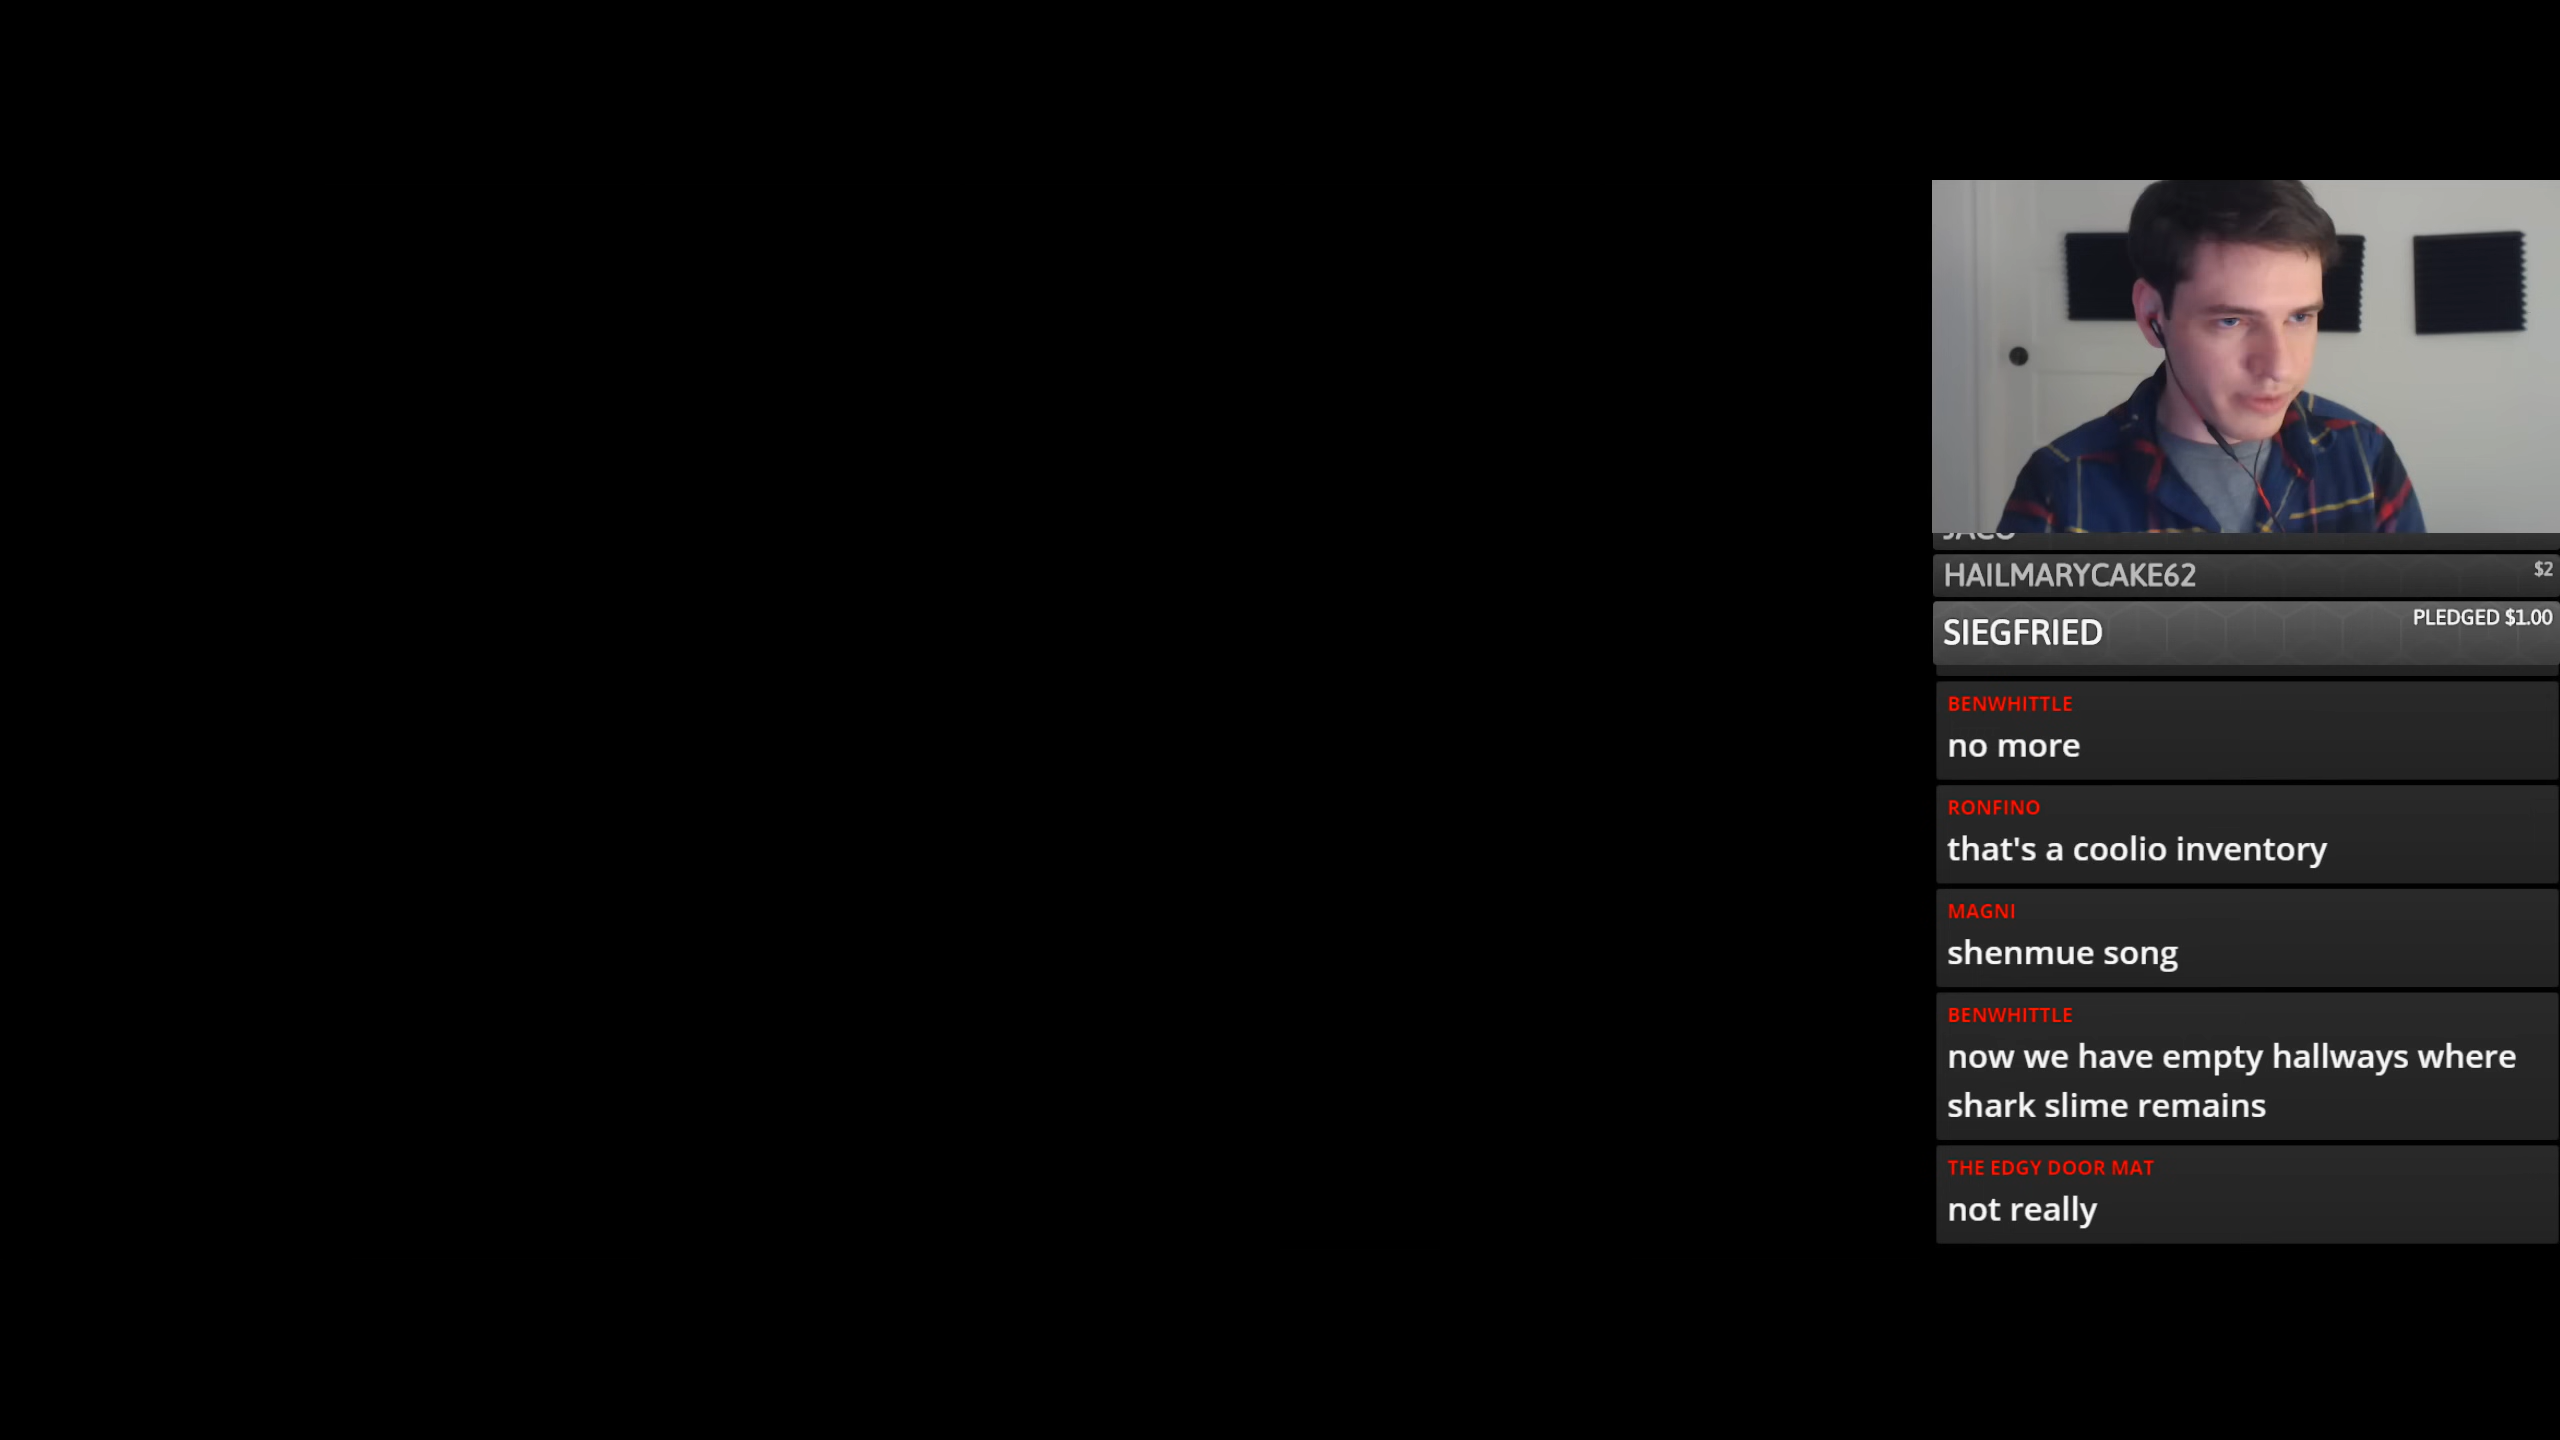 JACO
HAILMARYCAKE62 $2
SIEGFRIED PLEDGED $1.00
BENWHITTLE
no more
RONFINO
that's a coolio inventory
MAGNI
shenmue song
BENWHITTLE
now we have empty hallways where
shark slime remains
THE EDGY DOOR MAT
not really